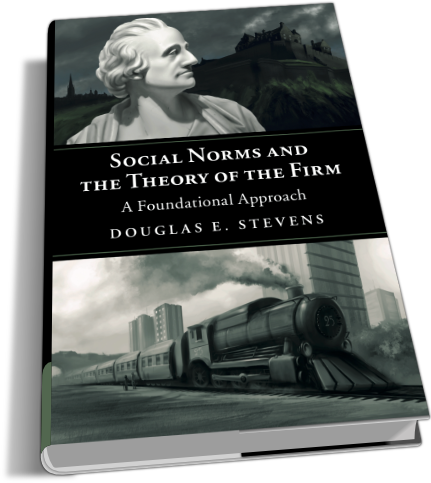 SOCIAL NORMS AND
THE THEORY OF THE FIRM
A Foundational Approach
DOUGLAS E. STEVENS